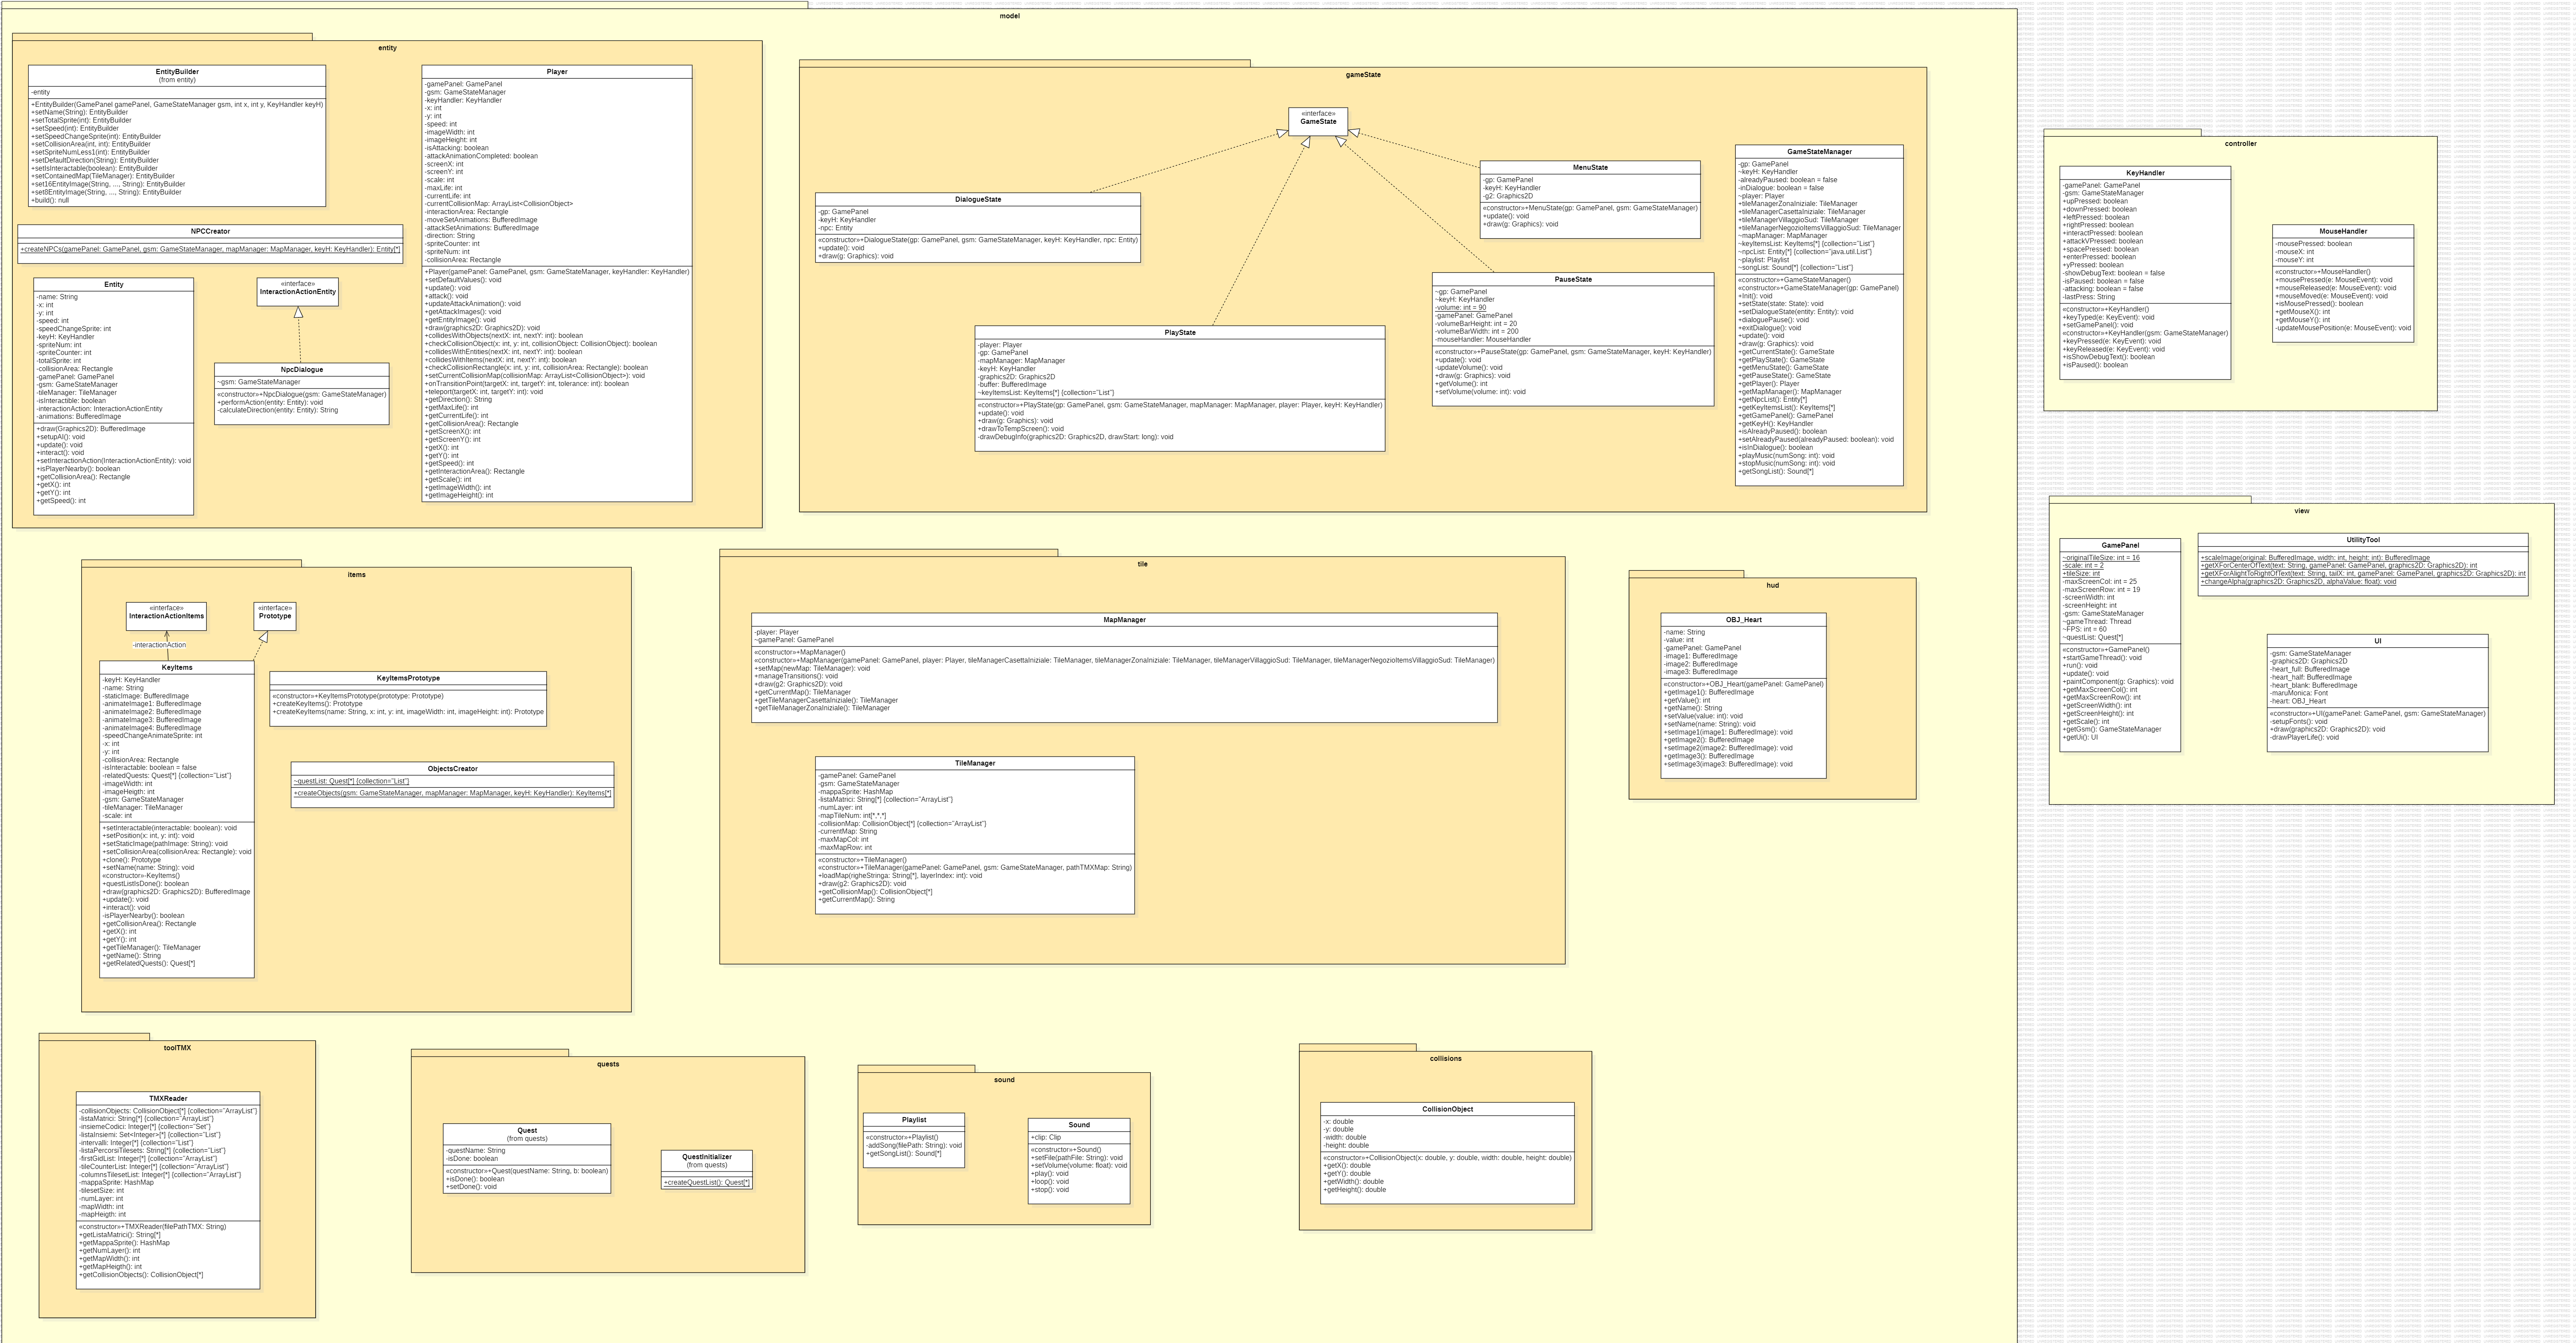 model
entity
EntityBuilder
(from entity)
-entity
+EntityBuilder(GamePanel gamePanel, GameStateManager gsm, int x, int y, KeyHandler keyH)
+setName(String): EntityBuilder
+setTotalSprite(int): EntityBuilder
+setSpeed(int): EntityBuilder
+setSpeedChangeSprite(int): EntityBuilder
+setCollisionArea(int, int): EntityBuilder
+setSpriteNumLess1(int): EntityBuilder
+setDefaultDirection(String): EntityBuilder
+setIsInteractable(boolean): EntityBuilder
+setContainedMap(TileManager): EntityBuilder
+set16EntityImage(String, ..., String): EntityBuilder
+set8EntityImage(String, ..., String): EntityBuilder
+build(): null
NPCCreator
+createNPCs(gamePanel: GamePanel, gsm: GameStateManager, mapManager: MapManager, keyH: KeyHandler): Entity[*]
Entity
-name: String
-x: int
-y: int
-speed: int
-speedChangeSprite: int
-keyH: KeyHandler
-spriteNum: int
-spriteCounter: int
-totalSprite: int
-collisionArea: Rectangle
-gamePanel: GamePanel
-gsm: GameStateManager
-tileManager: TileManager
-isInteractible: boolean
-interactionAction: InteractionActionEntity
-animations: BufferedImage
+draw(Graphics2D): BufferedImage
+setupAI(): void
+update(): void
+interact(): void
+setInteractionAction(InteractionActionEntity): void
+isPlayerNearby(): boolean
+getCollisionArea(): Rectangle
+getX(): int
+getY(): int
+getSpeed(): int
«interface»
InteractionActionEntity
NpcDialogue
~gsm: GameStateManager
«constructor»+NpcDialogue(gsm: GameStateManager)
+performAction(entity: Entity): void
-calculateDirection(entity: Entity): String
Player
-gamePanel: GamePanel
-gsm: GameStateManager
-keyHandler: KeyHandler
-x: int
-y: int
-speed: int
-imageWidth: int
-imageHeight: int
-isAttacking: boolean
-attackAnimationCompleted: boolean
-screenX: int
-screenY: int
-scale: int
-maxLife: int
-currentLife: int
-currentCollisionMap: ArrayList<CollisionObject>
-interactionArea: Rectangle
-moveSetAnimations: BufferedImage
-attackSetAnimations: BufferedImage
-direction: String
-spriteCounter: int
-spriteNum: int
-collisionArea: Rectangle
+Player(gamePanel: GamePanel, gsm: GameStateManager, keyHandler: KeyHandler)
+setDefaultValues(): void
+update(): void
+attack(): void
+updateAttackAnimation(): void
+getAttackImages(): void
+getEntityImage(): void
+draw(graphics2D: Graphics2D): void
+collidesWithObjects(nextX: int, nextY: int): boolean
+checkCollisionObject(x: int, y: int, collisionObject: CollisionObject): boolean
+collidesWithEntities(nextX: int, nextY: int): boolean
+collidesWithItems(nextX: int, nextY: int): boolean
+checkCollisionRectangle(x: int, y: int, collisionArea: Rectangle): boolean
+setCurrentCollisionMap(collisionMap: ArrayList<CollisionObject>): void
+onTransitionPoint(targetX: int, targetY: int, tolerance: int): boolean
+teleport(targetX: int, targetY: int): void
+getDirection(): String
+getMaxLife(): int
+getCurrentLife(): int
+getCollisionArea(): Rectangle
+getScreenX(): int
+getScreenY(): int
+getX(): int
+getY(): int
+getSpeed(): int
+getInteractionArea(): Rectangle
+getScale(): int
+getImageWidth(): int
+getImageHeight(): int
gameState
«interface»
GameState
DialogueState
-gp: GamePanel
-keyH: KeyHandler
-npc: Entity
«constructor»+DialogueState(gp: GamePanel, gsm: GameStateManager, keyH: KeyHandler, npc: Entity)
+update(): void
+draw(g: Graphics): void
PlayState
-player: Player
-gp: GamePanel
-mapManager: MapManager
-keyH: KeyHandler
-graphics2D: Graphics2D
-buffer: BufferedImage
~keyItemsList: KeyItems[*] {collection="List"}
«constructor»+PlayState(gp: GamePanel, gsm: GameStateManager, mapManager: MapManager, player: Player, keyH: KeyHandler)
+update(): void
+draw(g: Graphics): void
+drawToTempScreen(): void
-drawDebugInfo(graphics2D: Graphics2D, drawStart: long): void
MenuState
-gp: GamePanel
-keyH: KeyHandler
-g2: Graphics2D
«constructor»+MenuState(gp: GamePanel, gsm: GameStateManager)
+update(): void
+draw(g: Graphics): void
PauseState
~gp: GamePanel
~keyH: KeyHandler
-volume: int = 90
-gamePanel: GamePanel
-volumeBarHeight: int = 20
-volumeBarWidth: int = 200
-mouseHandler: MouseHandler
«constructor»+PauseState(gp: GamePanel, gsm: GameStateManager, keyH: KeyHandler)
+update(): void
-updateVolume(): void
+draw(g: Graphics): void
+getVolume(): int
+setVolume(volume: int): void
GameStateManager
-gp: GamePanel
~keyH: KeyHandler
-alreadyPaused: boolean = false
-inDialogue: boolean = false
~player: Player
+tileManagerZonaIniziale: TileManager
+tileManagerCasettaIniziale: TileManager
+tileManagerVillaggioSud: TileManager
+tileManagerNegozioItemsVillaggioSud: TileManager
~mapManager: MapManager
~keyItemsList: KeyItems[*] {collection="List"}
~npcList: Entity[*] {collection="java.util.List"}
~playlist: Playlist
~songList: Sound[*] {collection="List"}
«constructor»+GameStateManager()
«constructor»+GameStateManager(gp: GamePanel)
+Init(): void
+setState(state: State): void
+setDialogueState(entity: Entity): void
+dialoguePause(): void
+exitDialogue(): void
+update(): void
+draw(g: Graphics): void
+getCurrentState(): GameState
+getPlayState(): GameState
+getMenuState(): GameState
+getPauseState(): GameState
+getPlayer(): Player
+getMapManager(): MapManager
+getNpcList(): Entity[*]
+getKeyItemsList(): KeyItems[*]
+getGamePanel(): GamePanel
+getKeyH(): KeyHandler
+isAlreadyPaused(): boolean
+setAlreadyPaused(alreadyPaused: boolean): void
+isInDialogue(): boolean
+playMusic(numSong: int): void
+stopMusic(numSong: int): void
+getSongList(): Sound[*]
controller
KeyHandler
-gamePanel: GamePanel
-gsm: GameStateManager
+upPressed: boolean
+downPressed: boolean
+leftPressed: boolean
+rightPressed: boolean
+interactPressed: boolean
+attackVPressed: boolean
+spacePressed: boolean
+enterPressed: boolean
+yPressed: boolean
-showDebugText: boolean = false
-isPaused: boolean = false
-attacking: boolean = false
-lastPress: String
«constructor»+KeyHandler()
+keyTyped(e: KeyEvent): void
+setGamePanel(): void
«constructor»+KeyHandler(gsm: GameStateManager)
+keyPressed(e: KeyEvent): void
+keyReleased(e: KeyEvent): void
+isShowDebugText(): boolean
+isPaused(): boolean
MouseHandler
-mousePressed: boolean
-mouseX: int
-mouseY: int
«constructor»+MouseHandler()
+mousePressed(e: MouseEvent): void
+mouseReleased(e: MouseEvent): void
+mouseMoved(e: MouseEvent): void
+isMousePressed(): boolean
+getMouseX(): int
+getMouseY(): int
-updateMousePosition(e: MouseEvent): void
view
GamePanel
~originalTileSize: int = 16
-scale: int = 2
+tileSize: int
-maxScreenCol: int = 25
-maxScreenRow: int = 19
-screenWidth: int
-screenHeight: int
-gsm: GameStateManager
~gameThread: Thread
~FPS: int = 60
~questList: Quest[*]
«constructor»+GamePanel()
+startGameThread(): void
+run(): void
+update(): void
+paintComponent(g: Graphics): void
+getMaxScreenCol(): int
+getMaxScreenRow(): int
+getScreenWidth(): int
+getScreenHeight(): int
+getScale(): int
+getGsm(): GameStateManager
+getUi(): UI
UtilityTool
+scaleImage(original: BufferedImage, width: int, height: int): BufferedImage
+getXForCenterOfText(text: String, gamePanel: GamePanel, graphics2D: Graphics2D): int
+getXForAlightToRightOfText(text: String, tailX: int, gamePanel: GamePanel, graphics2D: Graphics2D): int
+changeAlpha(graphics2D: Graphics2D, alphaValue: float): void
UI
-gsm: GameStateManager
-graphics2D: Graphics2D
-heart_full: BufferedImage
-heart_half: BufferedImage
-heart_blank: BufferedImage
-maruMonica: Font
-heart: OBJ_Heart
«constructor»+UI(gamePanel: GamePanel, gsm: GameStateManager)
-setupFonts(): void
+draw(graphics2D: Graphics2D): void
-drawPlayerLife(): void
items
«interface»
InteractionActionItems
«interface»
Prototype
-interactionAction
KeyItems
-keyH: KeyHandler
-name: String
-staticImage: BufferedImage
-animateImage1: BufferedImage
-animateImage2: BufferedImage
-animateImage3: BufferedImage
-animateImage4: BufferedImage
-speedChangeAnimateSprite: int
-x: int
-y: int
-collisionArea: Rectangle
-isInteractable: boolean = false
-relatedQuests: Quest[*] {collection="List"}
-imageWidth: int
-imageHeigth: int
-gsm: GameStateManager
-tileManager: TileManager
-scale: int
+setInteractable(interactable: boolean): void
+setPosition(x: int, y: int): void
+setStaticImage(pathImage: String): void
+setCollisionArea(collisionArea: Rectangle): void
+clone(): Prototype
+setName(name: String): void
«constructor»-KeyItems()
+questListIsDone(): boolean
+draw(graphics2D: Graphics2D): BufferedImage
+update(): void
+interact(): void
-isPlayerNearby(): boolean
+getCollisionArea(): Rectangle
+getX(): int
+getY(): int
+getTileManager(): TileManager
+getName(): String
+getRelatedQuests(): Quest[*]
KeyItemsPrototype
«constructor»+KeyItemsPrototype(prototype: Prototype)
+createKeyItems(): Prototype
+createKeyItems(name: String, x: int, y: int, imageWidth: int, imageHeight: int): Prototype
ObjectsCreator
~questList: Quest[*] {collection="List"}
+createObjects(gsm: GameStateManager, mapManager: MapManager, keyH: KeyHandler): KeyItems[*]
tile
MapManager
-player: Player
~gamePanel: GamePanel
«constructor»+MapManager()
«constructor»+MapManager(gamePanel: GamePanel, player: Player, tileManagerCasettaIniziale: TileManager, tileManagerZonaIniziale: TileManager, tileManagerVillaggioSud: TileManager, tileManagerNegozioItemsVillaggioSud: TileManager)
+setMap(newMap: TileManager): void
+manageTransitions(): void
+draw(g2: Graphics2D): void
+getCurrentMap(): TileManager
+getTileManagerCasettaIniziale(): TileManager
+getTileManagerZonaIniziale(): TileManager
TileManager
-gamePanel: GamePanel
-gsm: GameStateManager
-mappaSprite: HashMap
-listaMatrici: String[*] {collection="ArrayList"}
-numLayer: int
-mapTileNum: int[*,*,*]
-collisionMap: CollisionObject[*] {collection="ArrayList"}
-currentMap: String
-maxMapCol: int
-maxMapRow: int
«constructor»+TileManager()
«constructor»+TileManager(gamePanel: GamePanel, gsm: GameStateManager, pathTMXMap: String)
+loadMap(righeStringa: String[*], layerIndex: int): void
+draw(g2: Graphics2D): void
+getCollisionMap(): CollisionObject[*]
+getCurrentMap(): String
hud
OBJ_Heart
-name: String
-value: int
-gamePanel: GamePanel
-image1: BufferedImage
-image2: BufferedImage
-image3: BufferedImage
«constructor»+OBJ_Heart(gamePanel: GamePanel)
+getImage1(): BufferedImage
+getValue(): int
+getName(): String
+setValue(value: int): void
+setName(name: String): void
+setImage1(image1: BufferedImage): void
+getImage2(): BufferedImage
+setImage2(image2: BufferedImage): void
+getImage3(): BufferedImage
+setImage3(image3: BufferedImage): void
toolTMX
TMXReader
-collisionObjects: CollisionObject[*] {collection="ArrayList"}
-listaMatrici: String[*] {collection="ArrayList"}
-insiemeCodici: Integer[*] {collection="Set"}
-listaInsiemi: Set<Integer>[*] {collection="List"}
-intervalli: Integer[*] {collection="List"}
-listaPercorsiTilesets: String[*] {collection="List"}
-firstGidList: Integer[*] {collection="ArrayList"}
-tileCounterList: Integer[*] {collection="ArrayList"}
-columnsTilesetList: Integer[*] {collection="ArrayList"}
-mappaSprite: HashMap
-tilesetSize: int
-numLayer: int
-mapWidth: int
-mapHeigth: int
«constructor»+TMXReader(filePathTMX: String)
+getListaMatrici(): String[*]
+getMappaSprite(): HashMap
+getNumLayer(): int
+getMapWidth(): int
+getMapHeigth(): int
+getCollisionObjects(): CollisionObject[*]
quests
Quest
(from quests)
-questName: String
-isDone: boolean
«constructor»+Quest(questName: String, b: boolean)
+isDone(): boolean
+setDone(): void
QuestInitializer
(from quests)
+createQuestList(): Quest[*]
sound
Playlist
«constructor»+Playlist()
-addSong(filePath: String): void
+getSongList(): Sound[*]
Sound
+clip: Clip
«constructor»+Sound()
+setFile(pathFile: String): void
+setVolume(volume: float): void
+play(): void
+loop(): void
+stop(): void
collisions
CollisionObject
-x: double
-y: double
-width: double
-height: double
«constructor»+CollisionObject(x: double, y: double, width: double, height: double)
+getX(): double
+getY(): double
+getWidth(): double
+getHeight(): double